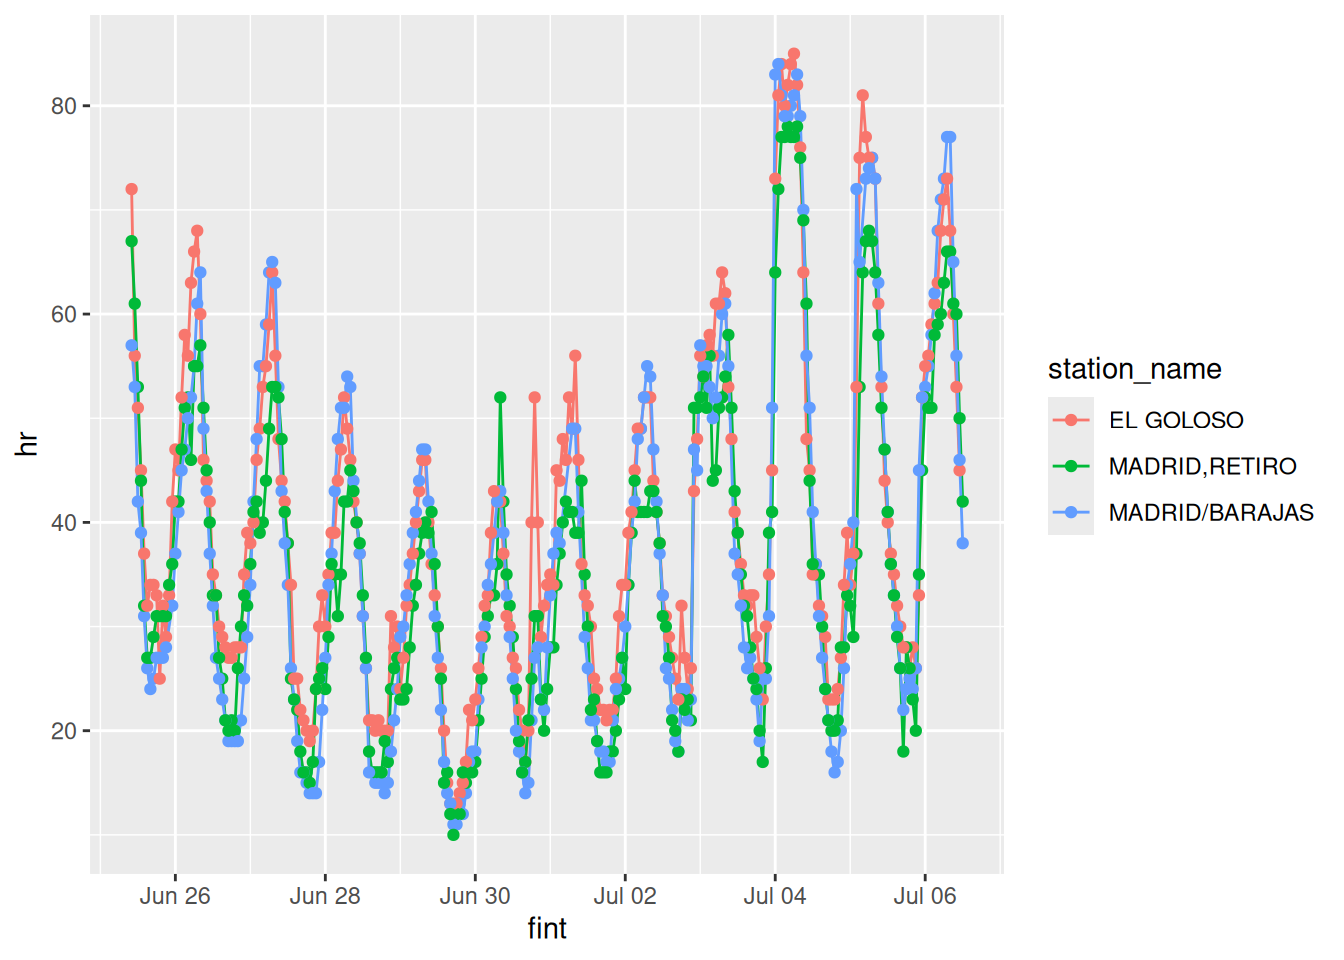 80
60
40
20
hr
Jun 26
Jun 28
Jun 30
Jul 02
Jul 04
Jul 06
fint
station_name
EL GOLOSO
MADRID,RETIRO
MADRID/BARAJAS